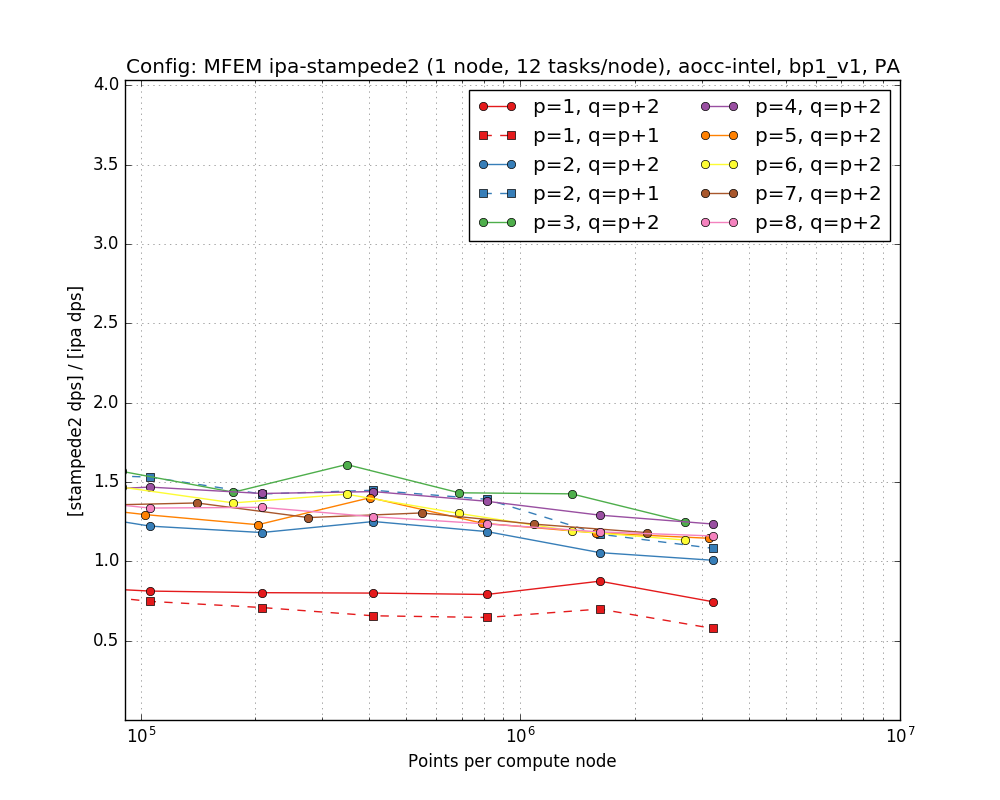 Config: MFEM ipa-stampede2 (1 node, 12 tasks/node), aocc-intel, bp1_v1, PA
4.0
3.5
3.0
2.5
2.0
1.5
1.0
0.5
[stampede2 dps] / [ipa dps]
p=1, q=p+2
p=1, q=p+1
p=2, q=p+2
p=2, q=p+1
p=3, q=p+2
p=4, q=p+2
p=5, q=p+2
p=6, q=p+2
p=7, q=p+2
p=8, q=p+2
10^5
10^6
10^7
Points per compute node